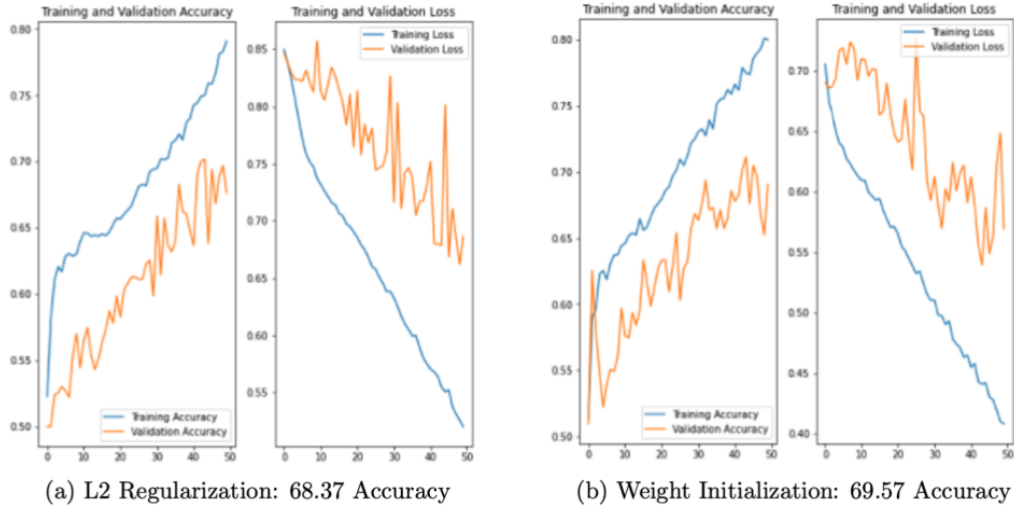 Training and Validation Accuracy
0.80
0.75
0.70
0.65
0.60
0.55
0.50
0 10 20 30 40 50
Training Accuracy
Validation Accuracy
Training and Validation Loss
0.85
0.80
0.75
0.70
0.65
0.60
0.55
0 10 20 30 40 50
Training Loss
Validation Loss
(a) L2 Regularization: 68.37 Accuracy
Training and Validation Accuracy
0.80
0.75
0.70
0.65
0.60
0.55
0.50
0 10 20 30 40 50
Training Accuracy
Validation Accuracy
Training and Validation Loss
0.70
0.65
0.60
0.55
0.50
0.45
0.40
0 10 20 30 40 50
Training Loss
Validation Loss
(b) Weight Initialization: 69.57 Accuracy